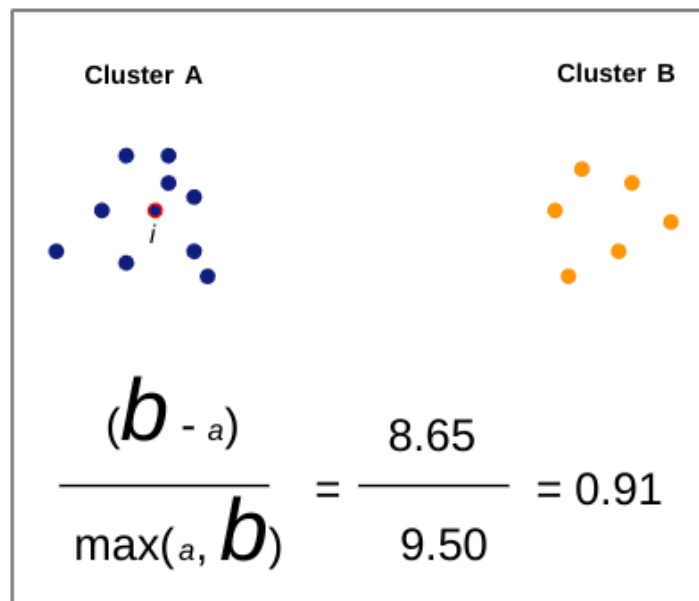 Cluster A
Cluster B
i
(b - a)
max(a, b)
=
8.65
9.50
= 0.91